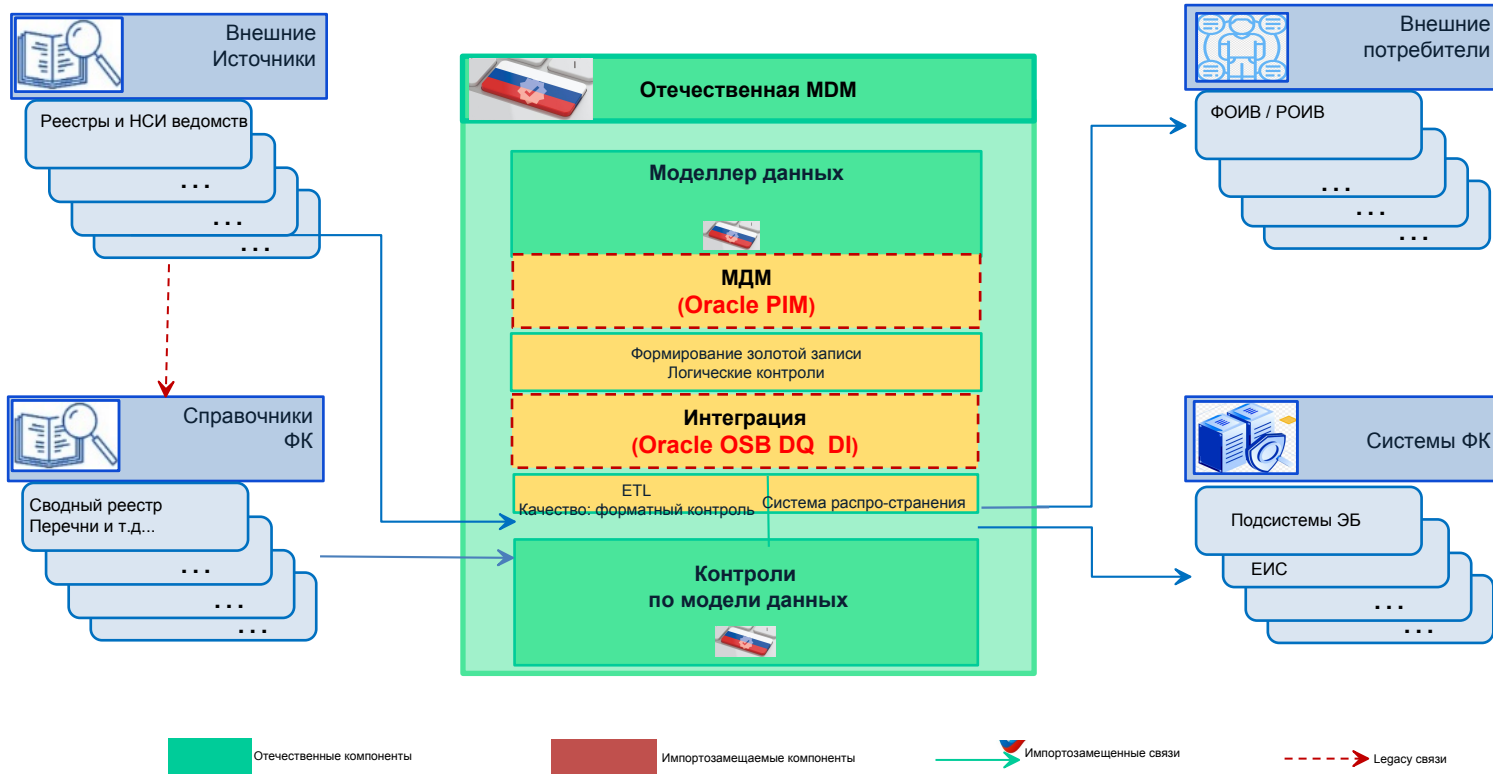 Внешние
Источники
Реестры и НСИ ведомств
...
...
...
Справочники
ФК
Сводный реестр
Перечни и т.д...
...
...
...
Отечественная MDM
Моделлер данных
МДМ
(Oracle PIM)
Формирование золотой записи
Логические контроли
Интеграция
(Oracle OSB DQ DI)
ETL
Качество: форматный контроль
Система распро-странения
Контроли
по модели данных
Внешние
потребители
ФОИВ / РОИВ
...
...
...
Системы ФК
Подсистемы ЭБ
ЕИС
...
...
Отечественные компоненты
Импортозамещаемые компоненты
Импортозамещенные связи
Legacy связи